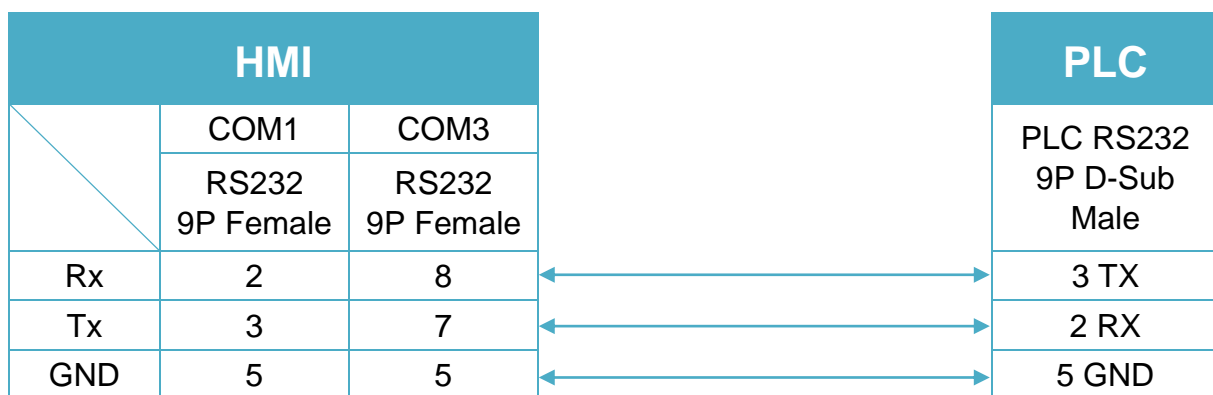 HMI
PLC
COM1 COM3
PLC RS232
9P D-Sub
Male
RS232 RS232
9P Female 9P Female
Rx 2 8 3 TX
Tx 3 7 2 RX
GND 5 5 5 GND